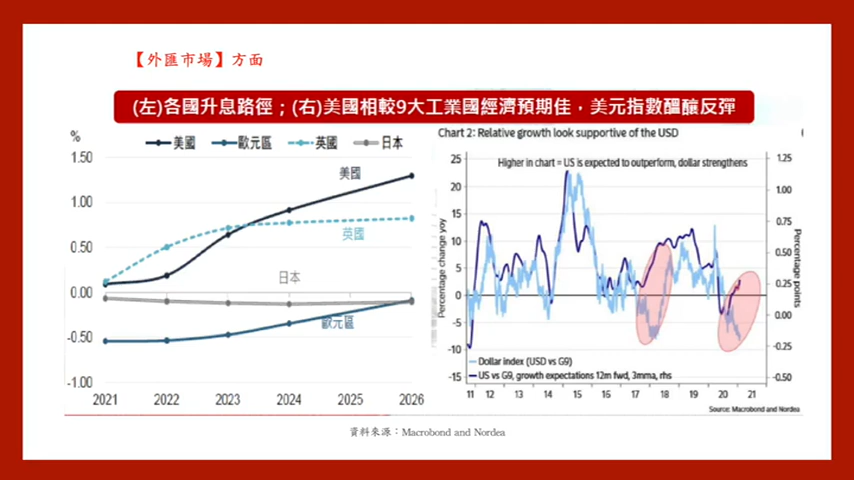 【外匯市場】方面
(左)各國升息路徑；(右)美國相較9大工業國經濟預期佳，美元指數醞釀反彈
%
美國 歐元區 英國 日本
1.50
1.00
0.50
0.00
-0.50
-1.00
美國
英國
日本
歐元區
2021 2022 2023 2024 2025 2026
Chart 2: Relative growth look supportive of the USD
Higher in chart = US is expected to outperform, dollar strengthens
Percentage change yoy
25
20
15
10
5
0
-5
-10
-15
1.25
1.00
0.75
0.50
0.25
0.00
-0.25
-0.50
Percentage points
Dollar index (USD vs G9)
US vs G9, growth expectations 12m fwd, 3mma, rhs
11 12 13 14 15 16 17 18 19 20 21
Source: Macrobond and Nordea
資料來源：Macrobond and Nordea